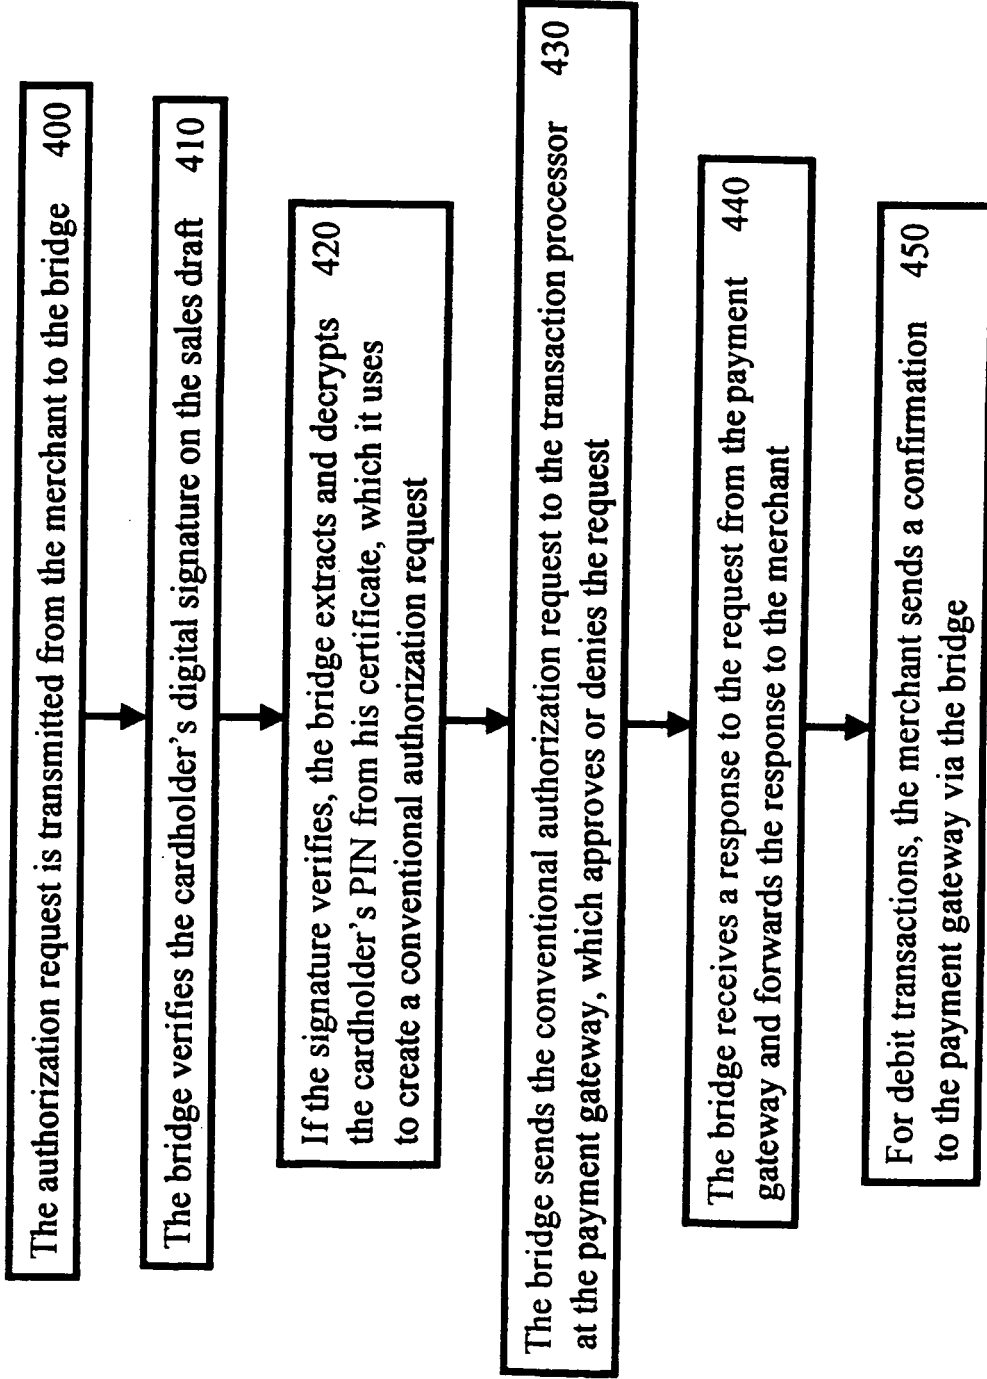 The authorization request is transmitted from the merchant to the bridge 400
The bridge verifies the cardholder's digital signature on the sales draft 410
If the signature verifies, the bridge extracts and decrypts 420
the cardholder's PIN from his certificate, which it uses
to create a conventional authorization request
The bridge sends the conventional authorization request to the transaction processor 430
at the payment gateway, which approves or denies the request
The bridge receives a response to the request from the payment 440
gateway and forwards the response to the merchant
For debit transactions, the merchant sends a confirmation 450
to the payment gateway via the bridge